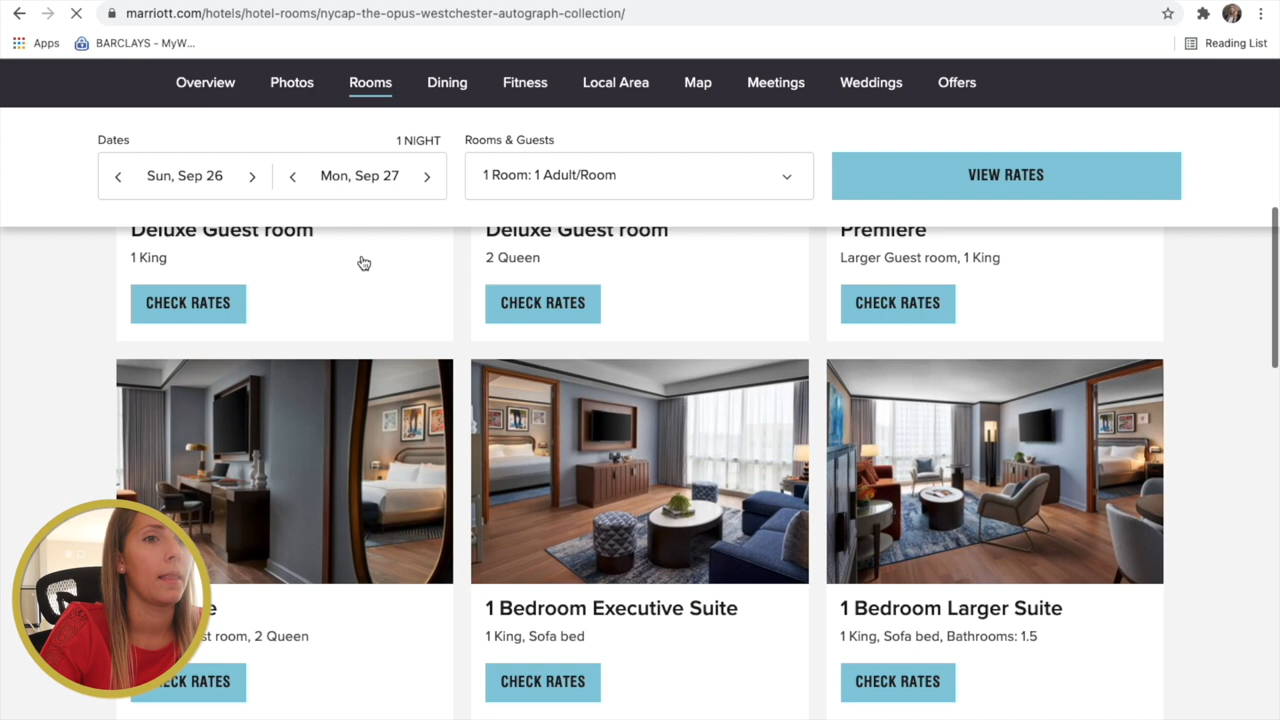 marriott.com/hotels/hotel-rooms/nycap-the-opus-westchester-autograph-collection/
Apps BARCLAYS - MyW... Reading List
Overview Photos Rooms Dining Fitness Local Area Map Meetings Weddings Offers
Dates 1 NIGHT Rooms & Guests
Sun, Sep 26 Mon, Sep 27 1 Room: 1 Adult/Room VIEW RATES
Deluxe Guest room Deluxe Guest room Premiere
1 King 2 Queen Larger Guest room, 1 King
CHECK RATES CHECK RATES CHECK RATES
1 Bedroom Executive Suite 1 Bedroom Larger Suite
room, 2 Queen 1 King, Sofa bed 1 King, Sofa bed, Bathrooms: 1.5
RATES CHECK RATES CHECK RATES